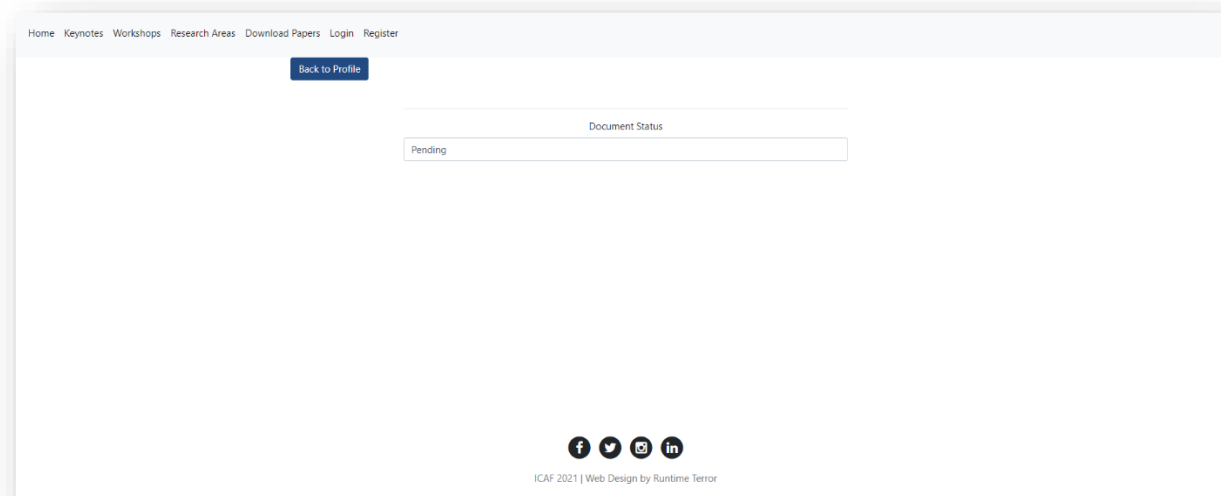 Home Keynotes Workshops Research Areas Download Papers Login Register
Back to Profile
Document Status
Pending
ICAF 2021 | Web Design by Runtime Terror